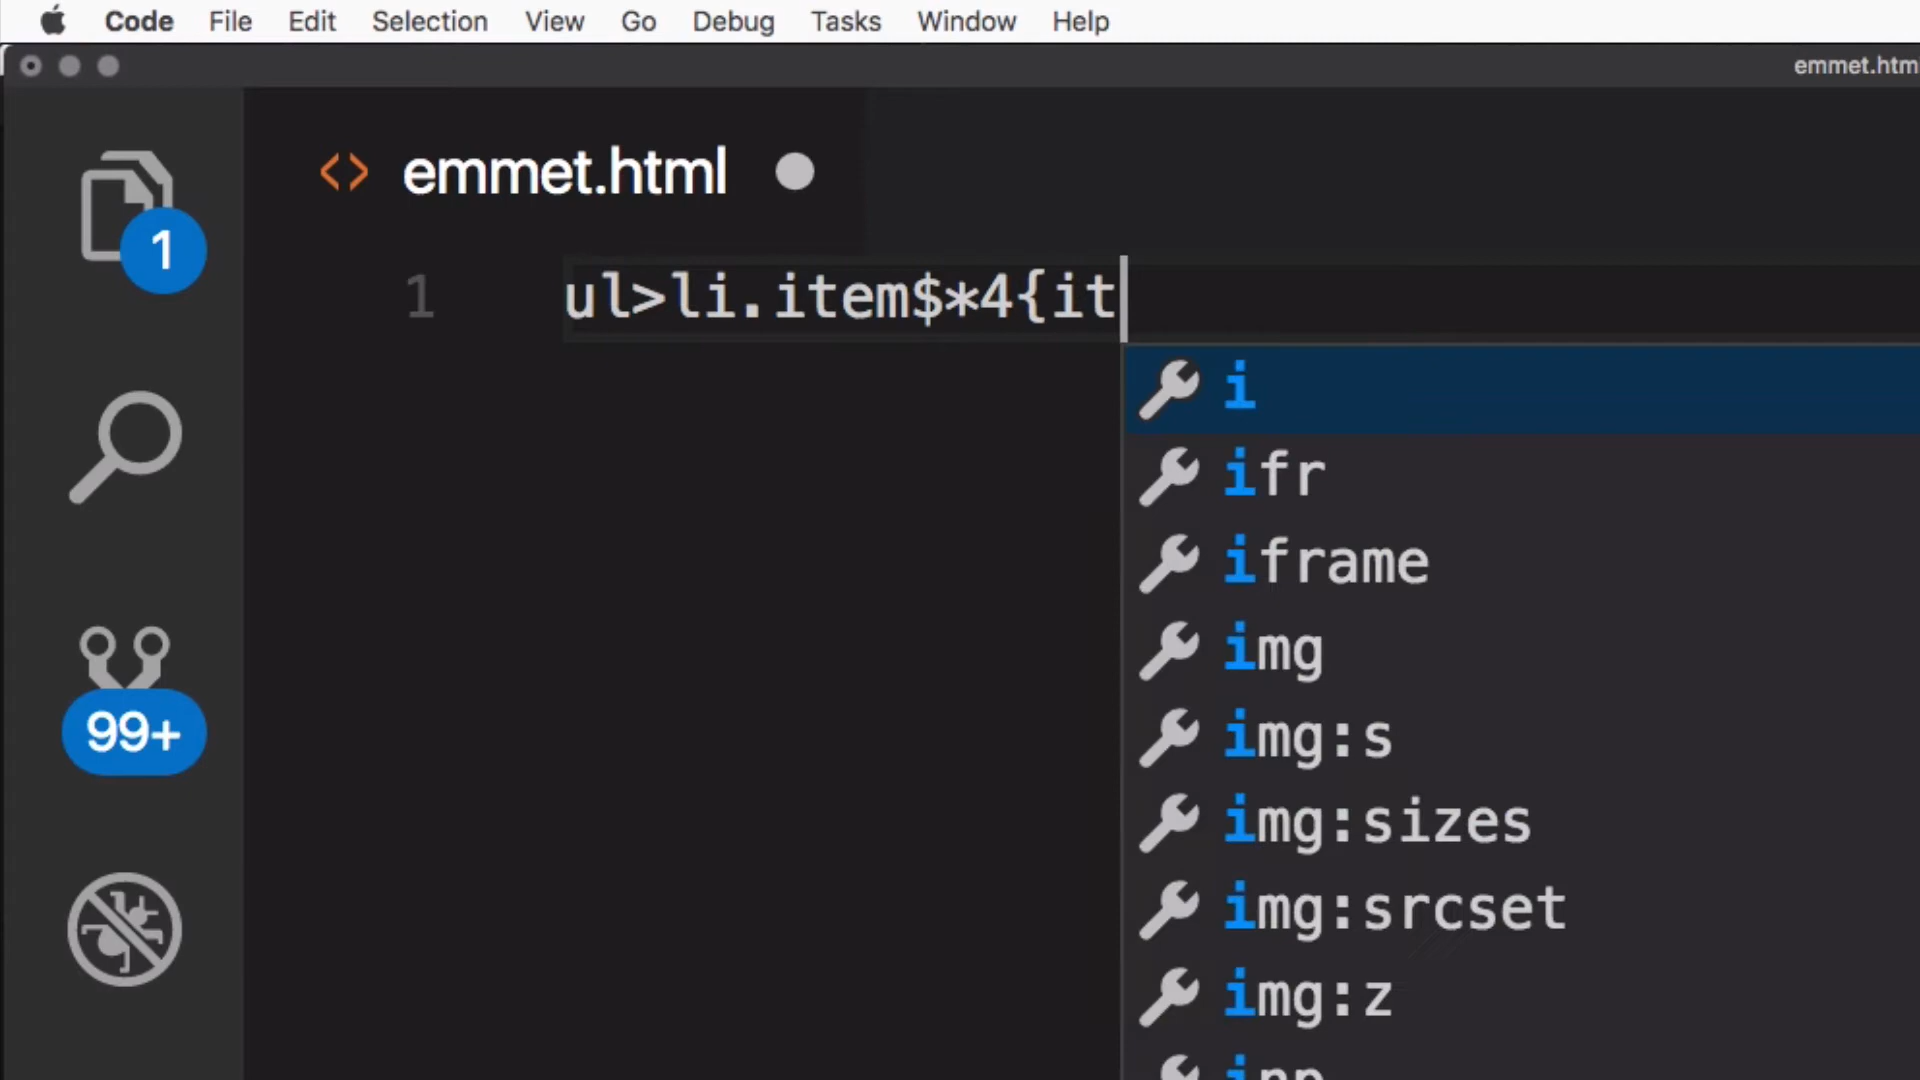 Code File Edit Selection View Go Debug Tasks Window Help
emmet.htm
<> emmet.html
1
1 ul>li.item$*4{it
i
ifr
iframe
img
img:s
99+
img:sizes
img:srcset
img:z
inp